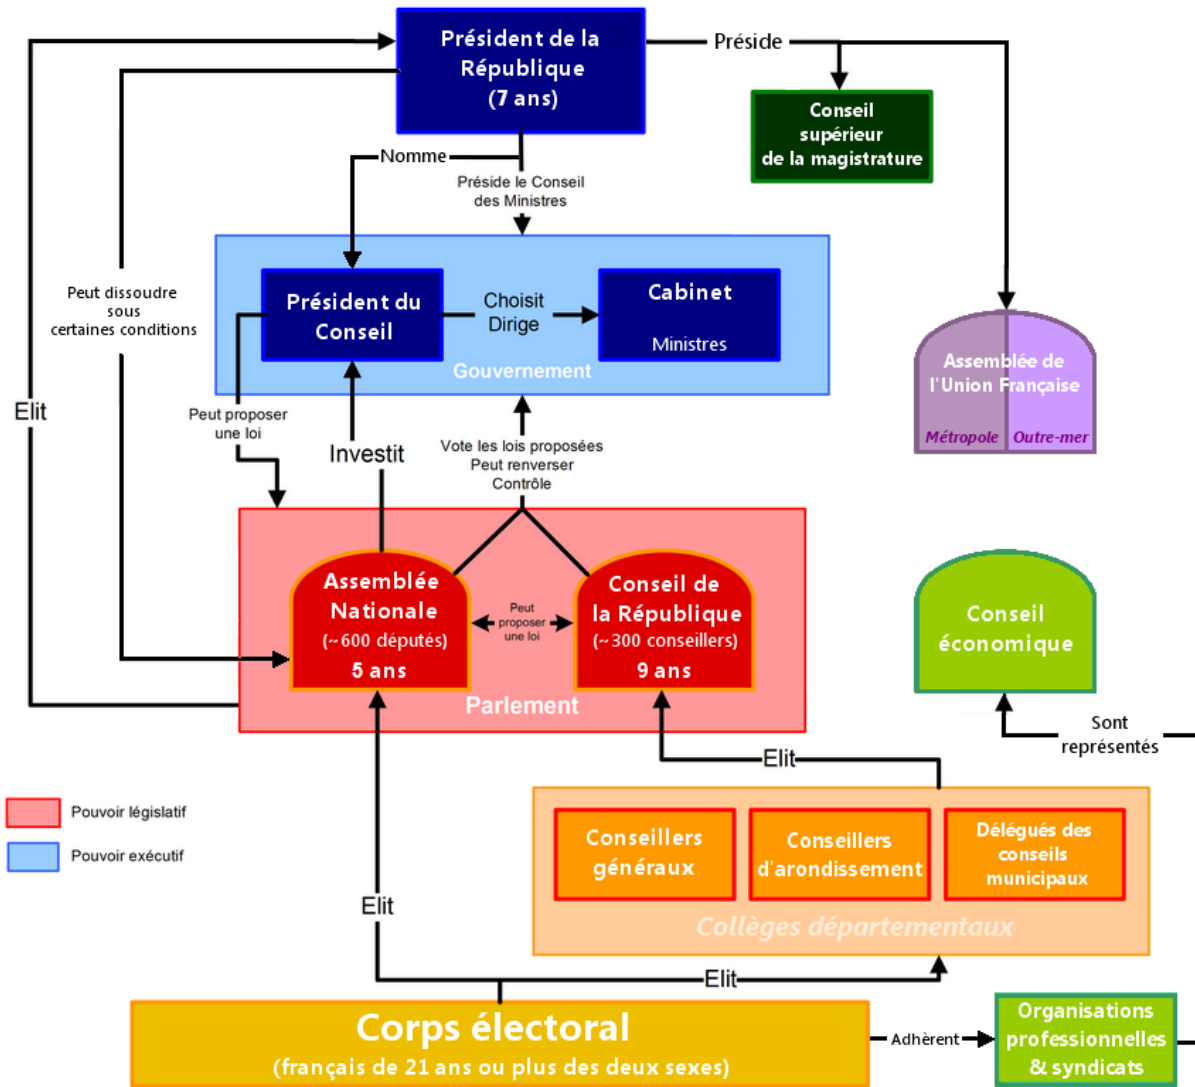 Président de la
République
(7 ans)
Préside
Conseil
supérieur
de la magistrature
Nomme
Préside le Conseil
des Ministres
Peut dissoudre
sous
certaines conditions
Président du
Conseil
Choisit
Dirige
Cabinet
Ministres
Gouvernement
Assemblée de
l'Union Française
Métropole
Outre-mer
Elit
Peut proposer
une loi
Investit
Vote les lois proposées
Peut renverser
Contrôle
Assemblée
Nationale
(~600 députés)
5 ans
Peut
proposer
une loi
Conseil de
la République
(~300 conseillers)
9 ans
Parlement
Conseil
économique
Sont
représentés
Elit
Pouvoir législatif
Pouvoir exécutif
Conseillers
généraux
Conseillers
d'arondissement
Délégués des
conseils
municipaux
Collèges départementaux
Elit
Elit
Corps électoral
(français de 21 ans ou plus des deux sexes)
Adhèrent
Organisations
professionnelles
& syndicats